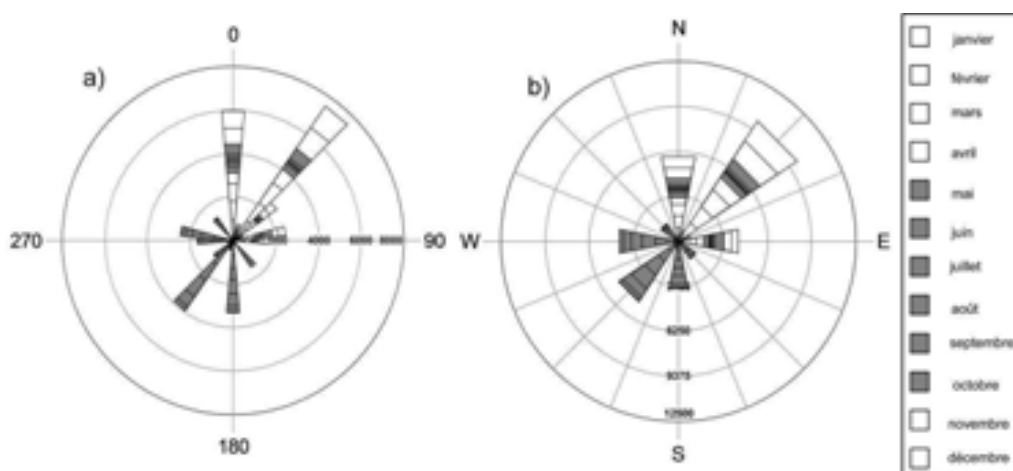 0
a)
270
90
180
4000
6000
8000
N
b)
W
E
S
6250
9375
12500
janvier
février
mars
avril
mai
juin
juillet
août
septembre
octobre
novembre
décembre